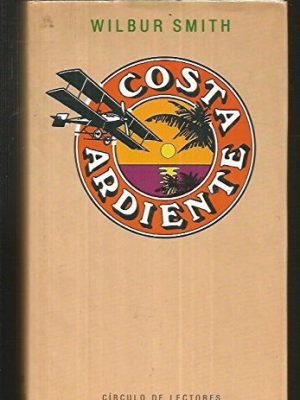 WILBUR SMITH
COSTA
ARDIENTE
CÍRCULO DE LECTORES